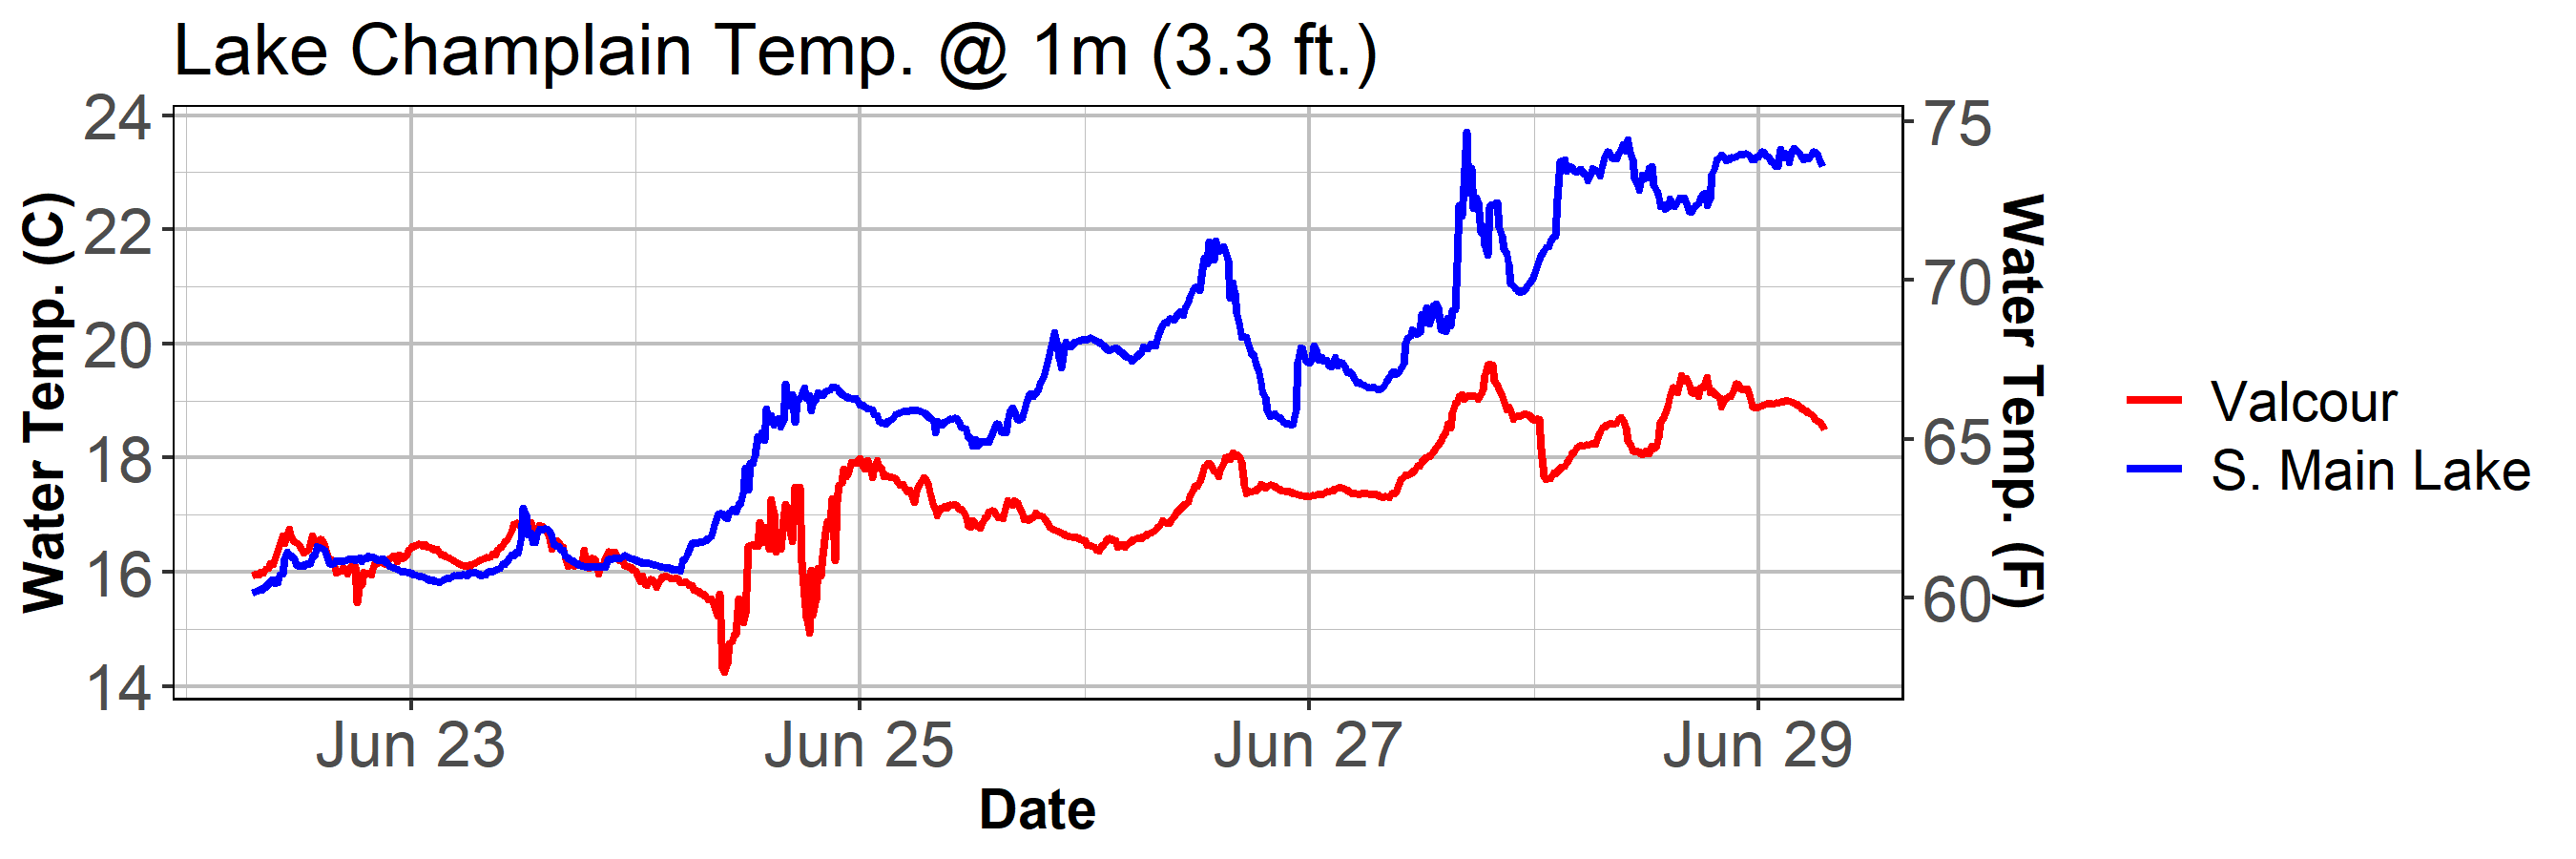 Lake Champlain Temp. @ 1m (3.3 ft.)
Water Temp. (C)
24
22
20
18
16
14
75
70
65
60
Water Temp. (F)
Jun 23
Jun 25
Jun 27
Jun 29
Date
Valcour
S. Main Lake